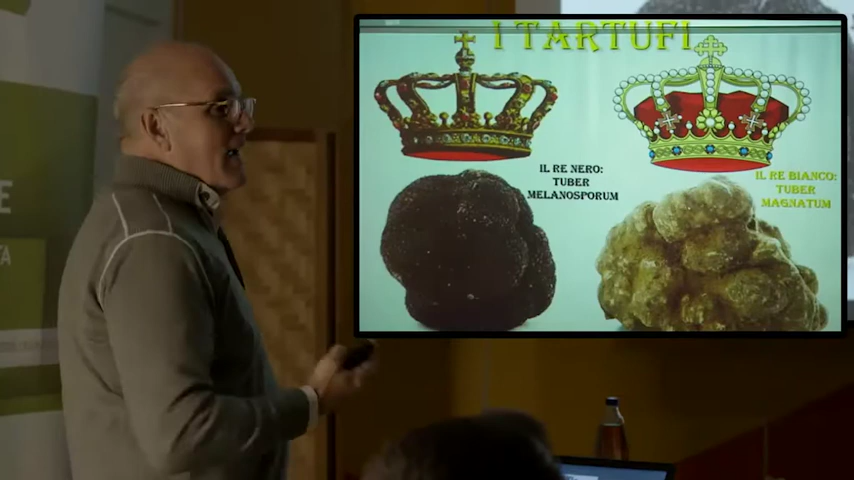 I TARTUFI
IL RE NERO:
TUBER
MELANOSPORUM
IL RE BIANCO:
TUBER
MAGNATUM